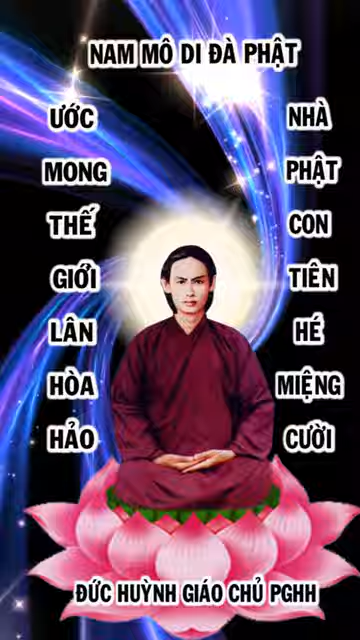 NAM MÔ DI ĐÀ PHẬT
ƯỚC
MONG
THẾ
GIỞI
LÂN
HÒA
HẢO
NHÀ
PHẬT
CON
TIÊN
HÉ
MIỆNG
CƯỜI
ĐỨC HUỲNH GIÁO CHỦ PGHH